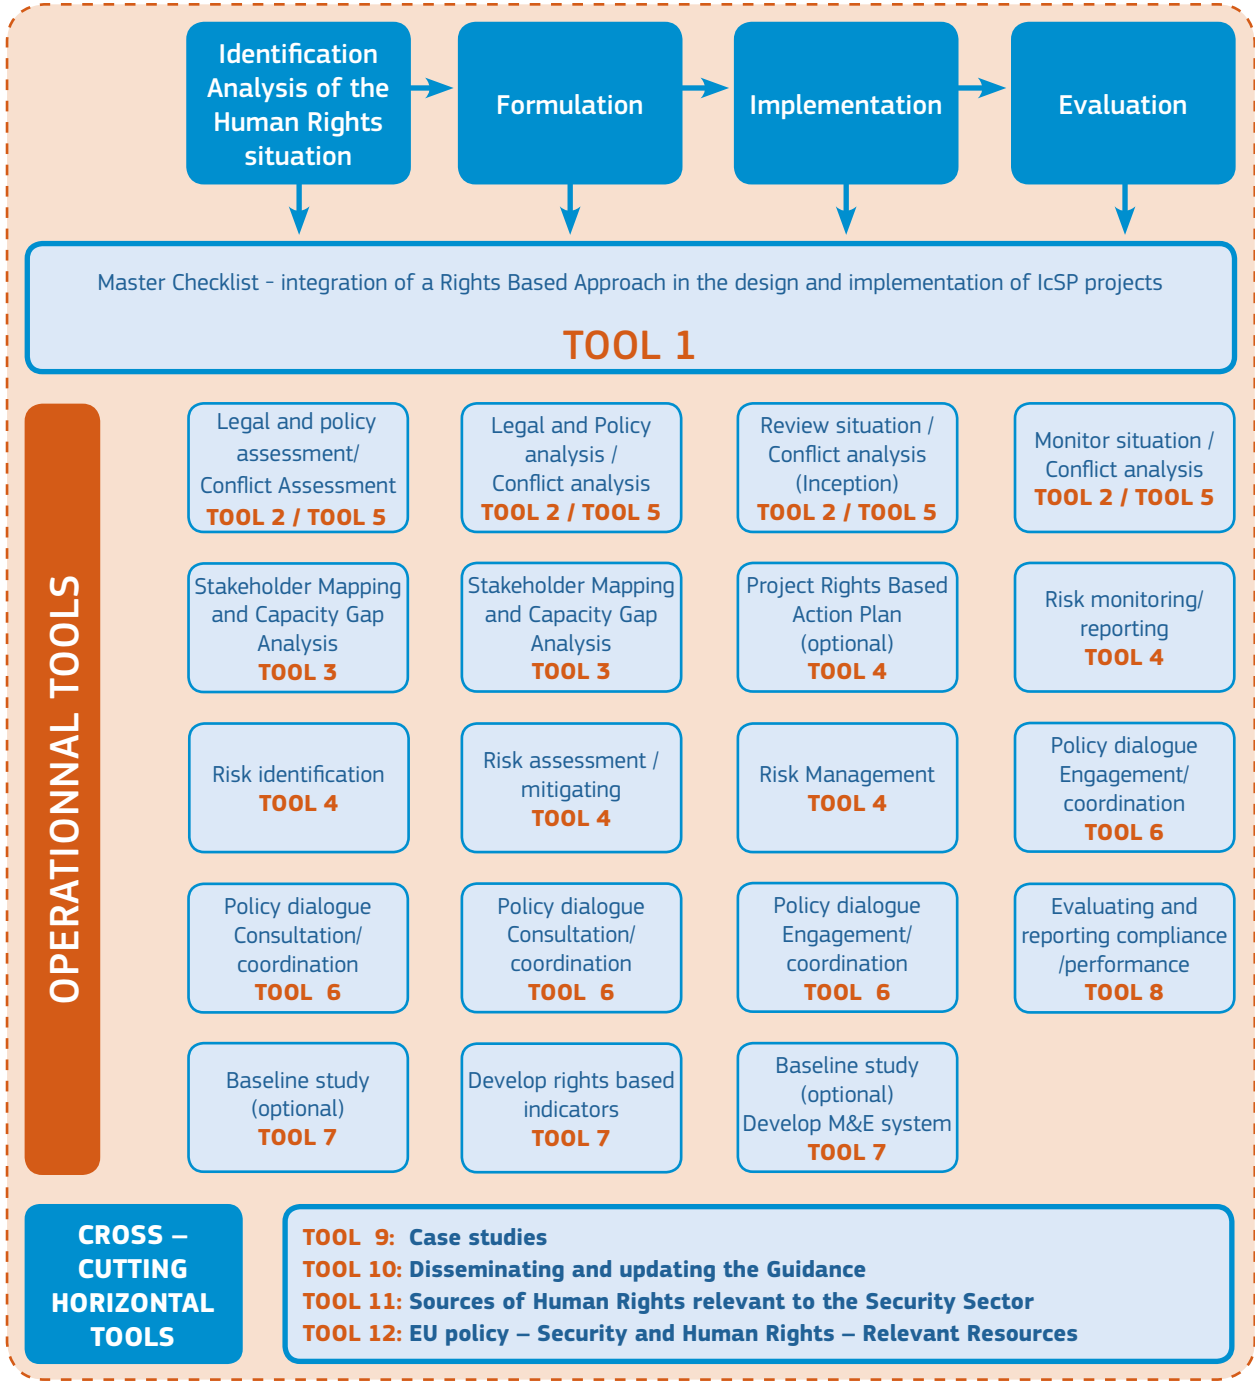 Identification
Analysis of the
Human Rights
situation
Formulation
Implementation
Evaluation
Master Checklist - integration of a Rights Based Approach in the design and implementation of IcSP projects
TOOL 1
OPERATIONNAL TOOLS
Legal and policy
assessment/
Conflict Assessment
TOOL 2 / TOOL 5
Legal and Policy
analysis /
Conflict analysis
TOOL 2 / TOOL 5
Review situation /
Conflict analysis
(Inception)
TOOL 2 / TOOL 5
Monitor situation /
Conflict analysis
TOOL 2 / TOOL 5
Stakeholder Mapping
and Capacity Gap
Analysis
TOOL 3
Stakeholder Mapping
and Capacity Gap
Analysis
TOOL 3
Project Rights Based
Action Plan
(optional)
TOOL 4
Risk monitoring/
reporting
TOOL 4
Risk identification
TOOL 4
Risk assessment /
mitigating
TOOL 4
Risk Management
TOOL 4
Policy dialogue
Engagement/
coordination
TOOL 6
Policy dialogue
Consultation/
coordination
TOOL 6
Policy dialogue
Consultation/
coordination
TOOL 6
Policy dialogue
Engagement/
coordination
TOOL 6
Evaluating and
reporting compliance
/performance
TOOL 8
Baseline study
(optional)
TOOL 7
Develop rights based
indicators
TOOL 7
Baseline study
(optional)
Develop M&E system
TOOL 7
CROSS –
CUTTING
HORIZONTAL
TOOLS
TOOL 9: Case studies
TOOL 10: Disseminating and updating the Guidance
TOOL 11: Sources of Human Rights relevant to the Security Sector
TOOL 12: EU policy – Security and Human Rights – Relevant Resources